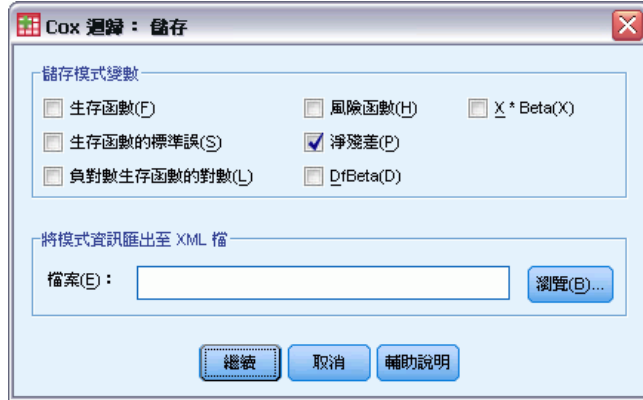 Cox 迴歸： 儲存
儲存模式變數
生存函數(F) 風險函數(H) X * Beta(X)
生存函數的標準誤(S) 淨殘差(P)
負對數生存函數的對數(L) DfBeta(D)
將模式資訊匯出至 XML 檔
檔案(E)： 瀏覽(B)...
繼續 取消 輔助說明